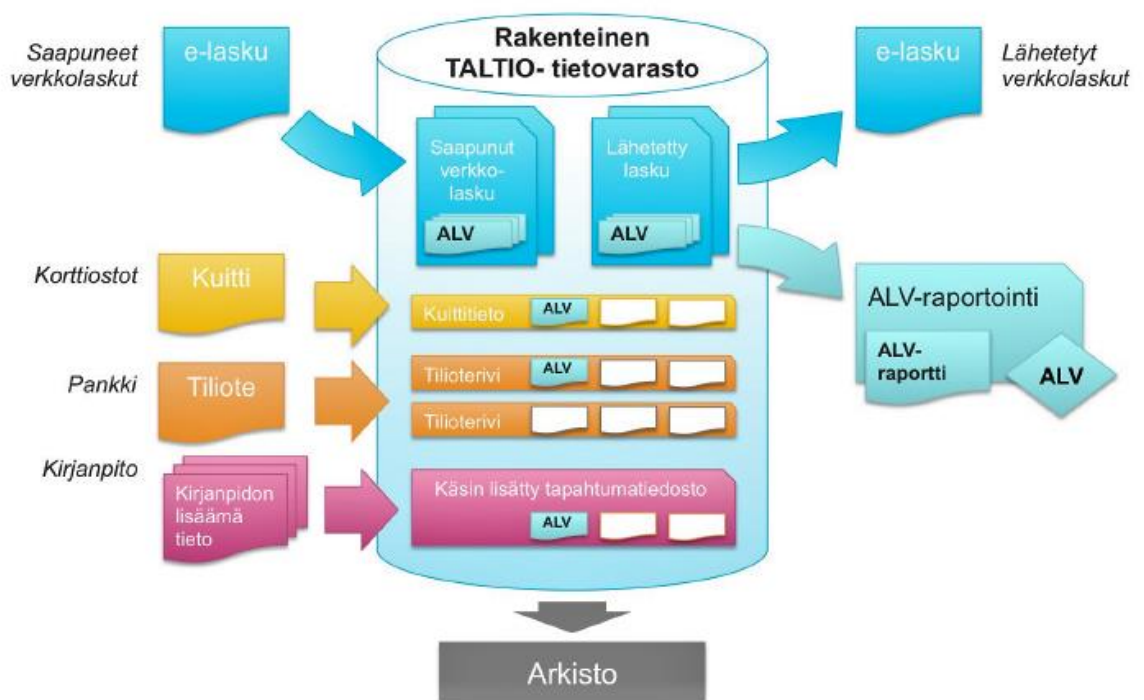 Saapuneet
verkkolaskut
e-lasku
Rakenteinen
TALTIO- tietovarasto
e-lasku
Lähetetyt
verkkolaskut
Saapunut
verkko-
lasku
ALV
Lähetetty
lasku
ALV
Korttiostot
Kuitti
Kuittitieto
ALV
ALV-raportointi
ALV-
raportti
ALV
Pankki
Tiliote
Tilioterivi
ALV
Tilioterivi
Kirjanpito
Kirjanpidon
lisäämä
tieto
Käsin lisätty tapahtumatiedosto
ALV
Arkisto